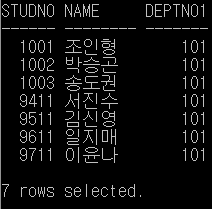 STUDNO NAME DEPTNO1
------ -------- -------
1001 조인형 101
1002 박승곤 101
1003 송도권 101
9411 서진수 101
9511 김신영 101
9611 일지매 101
9711 이윤나 101
7 rows selected.